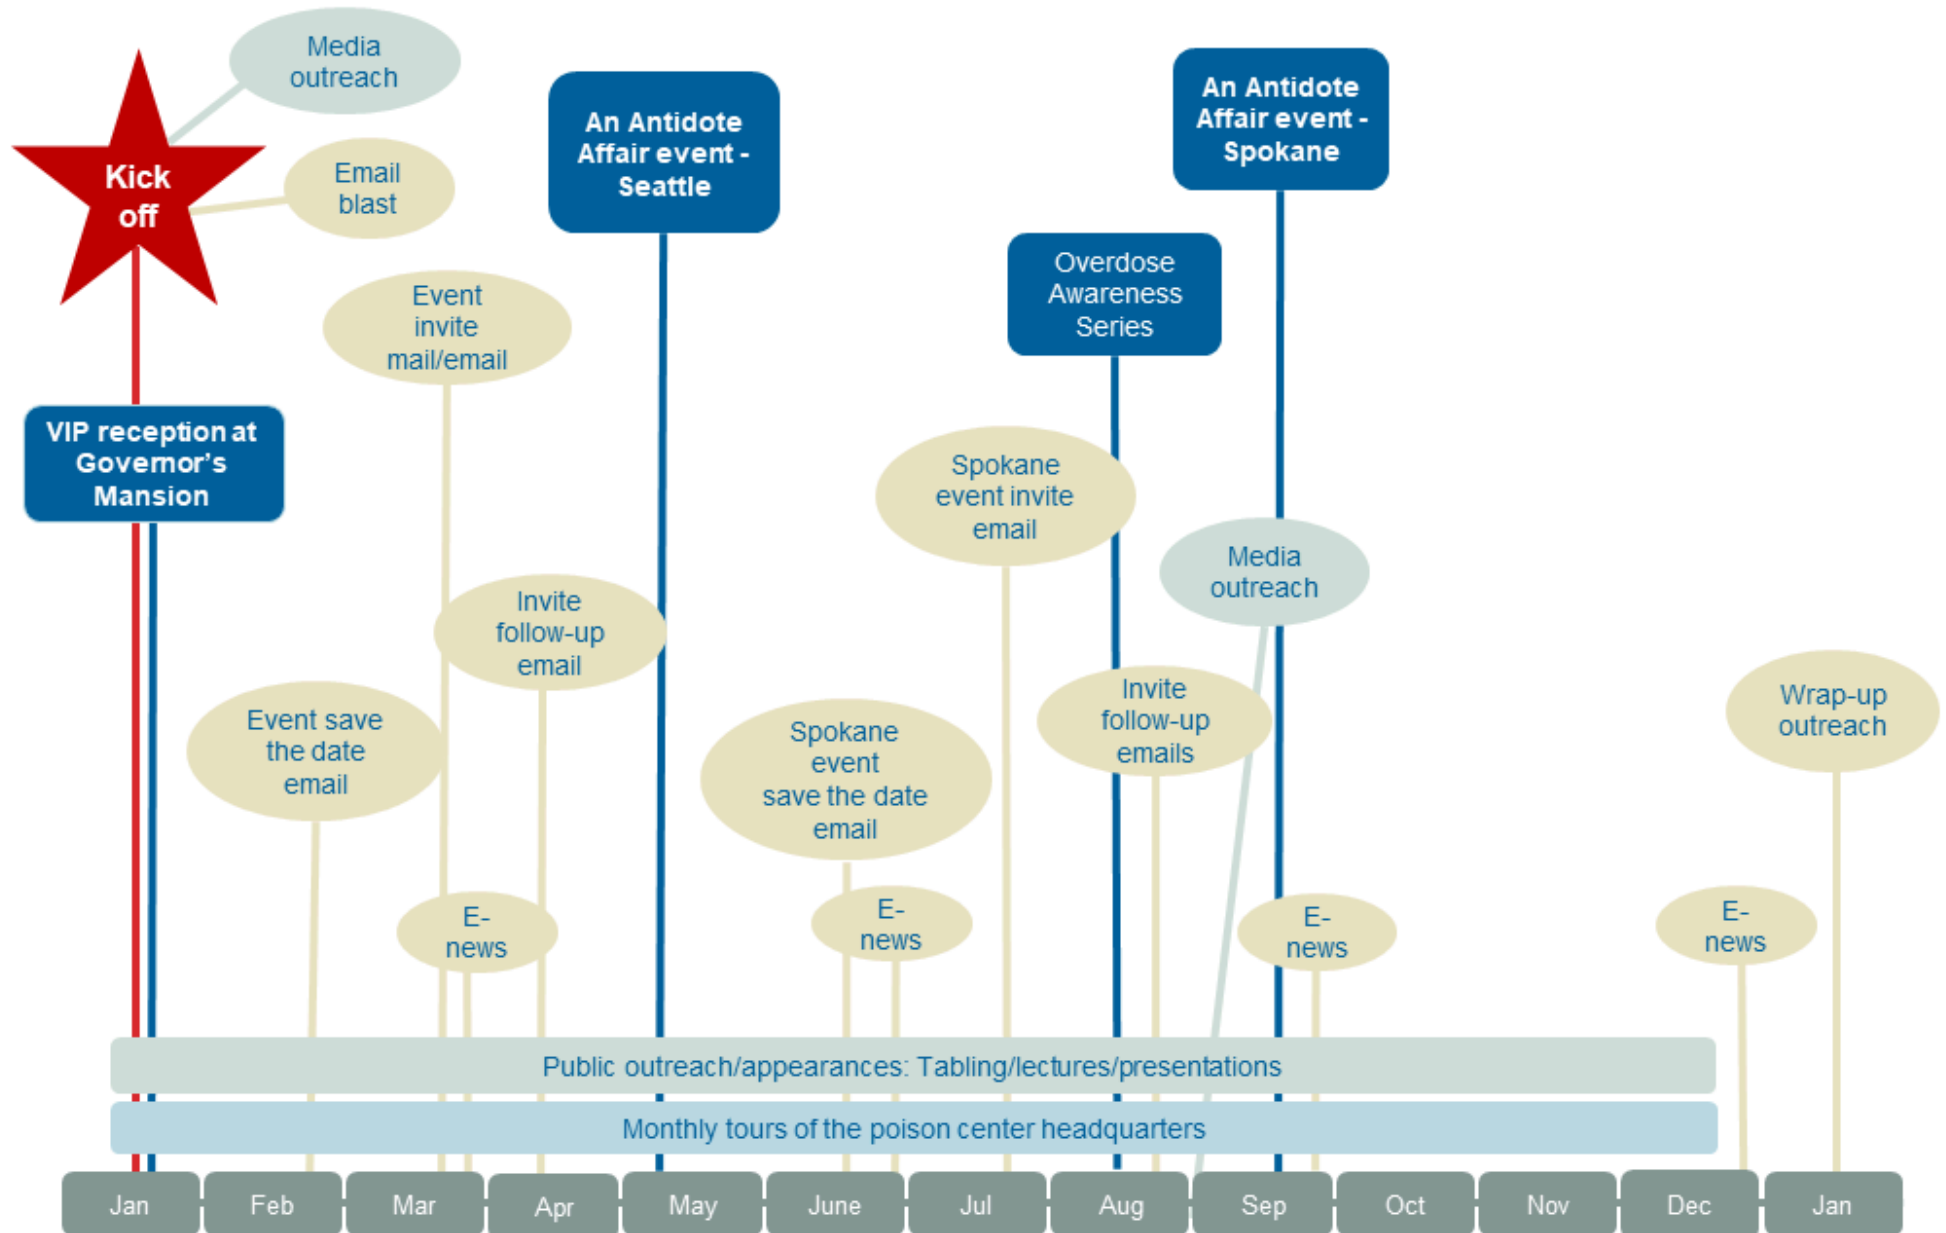 Media
outreach
Kick
off
Email
blast
An Antidote
Affair event -
Seattle
An Antidote
Affair event -
Spokane
Overdose
Awareness
Series
Event
invite
mail/email
VIP reception at
Governor's
Mansion
Spokane
event invite
email
Media
outreach
Invite
follow-up
email
Event save
the date
email
Spokane
event
save the date
email
Invite
follow-up
emails
Wrap-up
outreach
E-
news
E-
news
E-
news
E-
news
Public outreach/appearances: Tabling/lectures/presentations
Monthly tours of the poison center headquarters
Jan
Feb
Mar
Apr
May
June
Jul
Aug
Sep
Oct
Nov
Dec
Jan